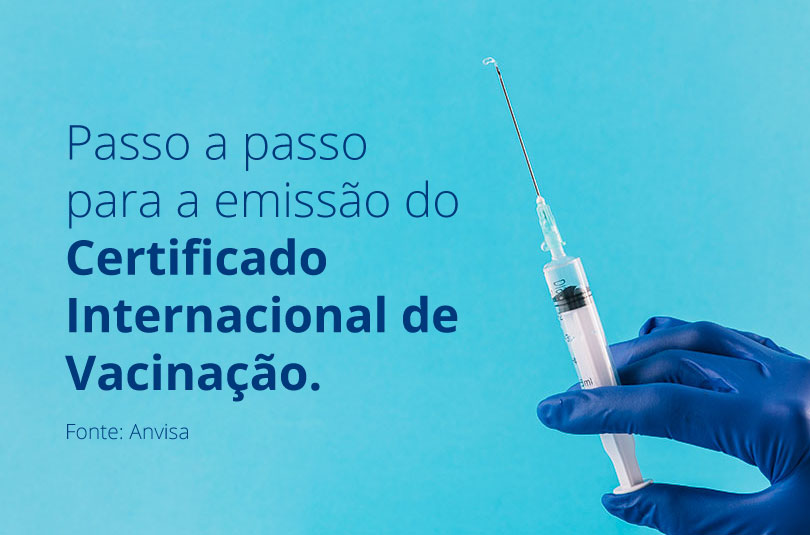 Passo a passo
para a emissão do
Certificado
Internacional de
Vacinação.
Fonte: Anvisa